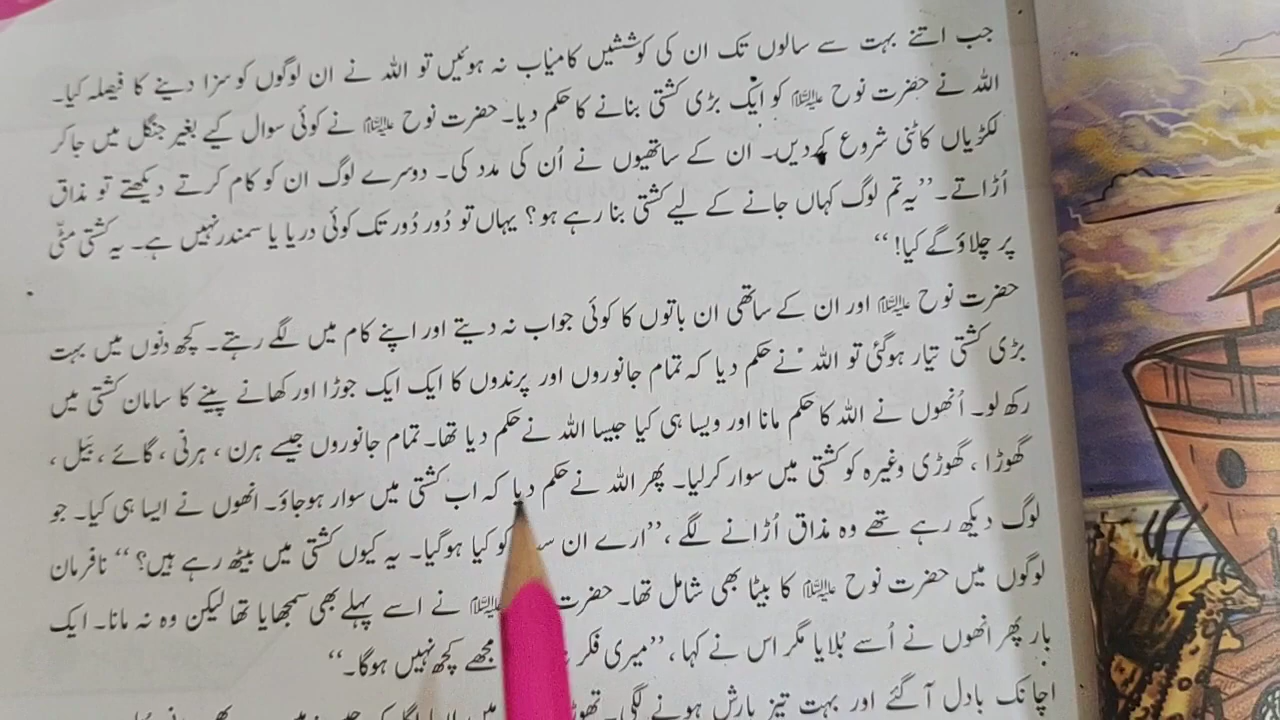 جب اتنے بہت سے سالوں تک ان کی کوششیں کامیاب نہ ہوئیں تو اللہ نے ان لوگوں کو سزا دینے کا فیصلہ کیا۔
اللہ نے حضرت نوح علیہ السلام کو ایک بڑی کشتی بنانے کا حکم دیا۔ حضرت نوح علیہ السلام نے کوئی سوال کیے بغیر جنگل میں جا کر
لکڑیاں کاٹنی شروع کر دیں۔ ان کے ساتھیوں نے اُن کی مدد کی۔ دوسرے لوگ ان کو کام کرتے دیکھتے تو مذاق
اُڑاتے۔ ”یہ تم لوگ کہاں جانے کے لیے کشتی بنا رہے ہو؟ یہاں تو دُور دُور تک کوئی دریا یا سمندر نہیں ہے۔ یہ کشتی مٹّی
پر چلاؤ گے کیا!“
حضرت نوح علیہ السلام اور ان کے ساتھی ان باتوں کا کوئی جواب نہ دیتے اور اپنے کام میں لگے رہتے۔ کچھ دنوں میں بہت
بڑی کشتی تیار ہوگئی تو اللہ نے حکم دیا کہ تمام جانوروں اور پرندوں کا ایک ایک جوڑا اور کھانے پینے کا سامان کشتی میں
رکھ لو۔ اُنھوں نے اللہ کا حکم مانا اور ویسا ہی کیا جیسا اللہ نے حکم دیا تھا۔ تمام جانوروں جیسے ہرن، ہرنی، گائے، بَیل،
گھوڑا، گھوڑی وغیرہ کو کشتی میں سوار کرلیا۔ پھر اللہ نے حکم دیا کہ اب کشتی میں سوار ہوجاؤ۔ انھوں نے ایسا ہی کیا۔ جو
لوگ دیکھ رہے تھے وہ مذاق اُڑانے لگے، ”ارے ان کو کیا ہوگیا۔ یہ کیوں کشتی میں بیٹھ رہے ہیں؟“ نافرمان
لوگوں میں حضرت نوح علیہ السلام کا بیٹا بھی شامل تھا۔ حضرت علیہ السلام نے اسے پہلے بھی سمجھایا تھا لیکن وہ نہ مانا۔ ایک
بار پھر انھوں نے اُسے بُلایا مگر اس نے کہا، ”میری فکر مجھے کچھ نہیں ہوگا۔“
اچانک بادل آگئے اور بہت تیز بارش ہونے لگی۔